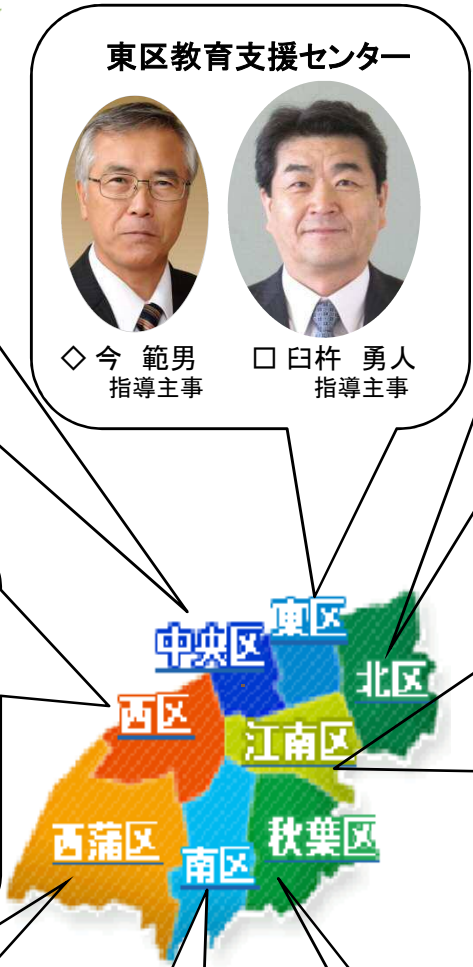 東区教育支援センター
◇今 範男
指導主事
□臼杵 勇人
指導主事
東区
中央区
北区
西区
江南区
西蒲区
南区
秋葉区